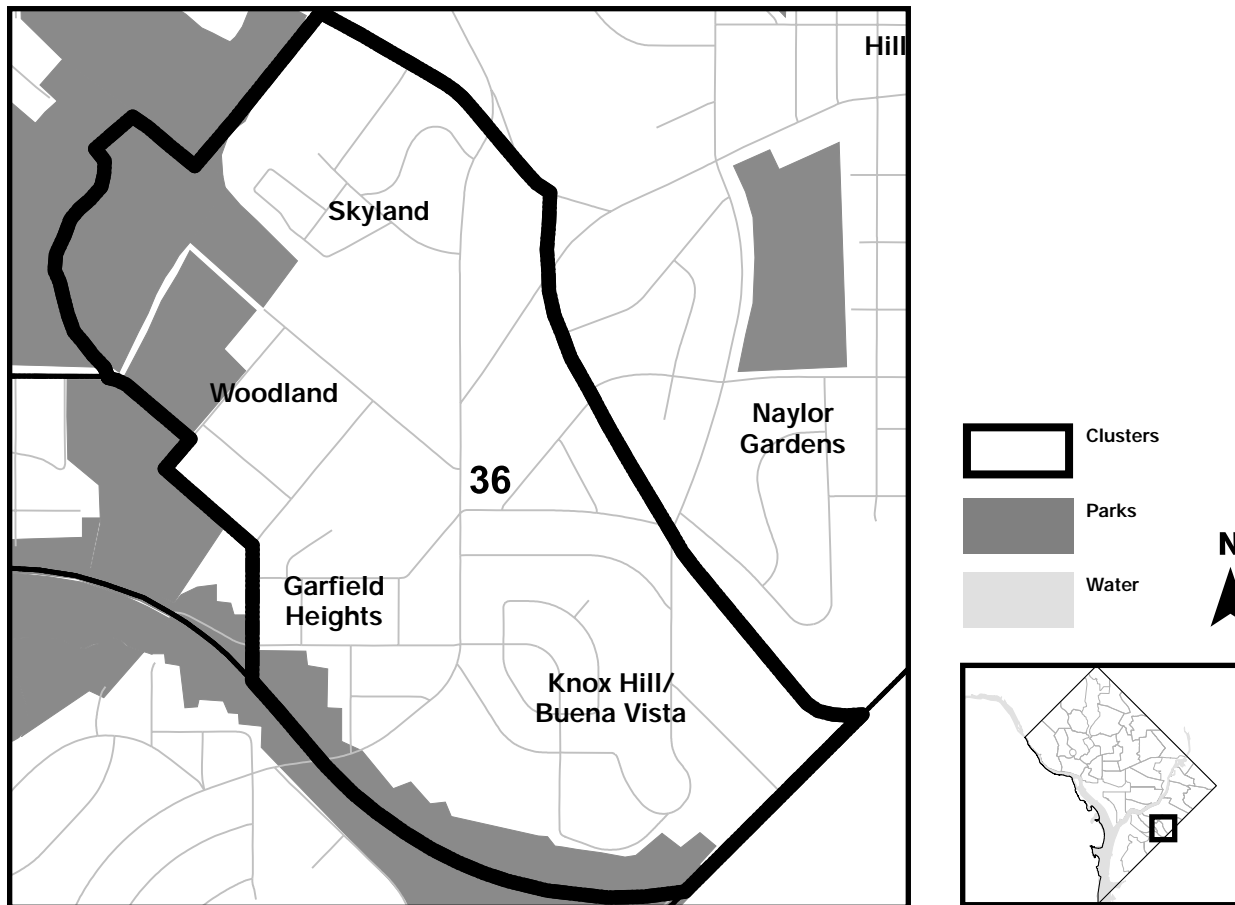 Hill
Skyland
Woodland
Naylor
Gardens
36
Garfield
Heights
Knox Hill/
Buena Vista
Clusters
Parks
Water
N